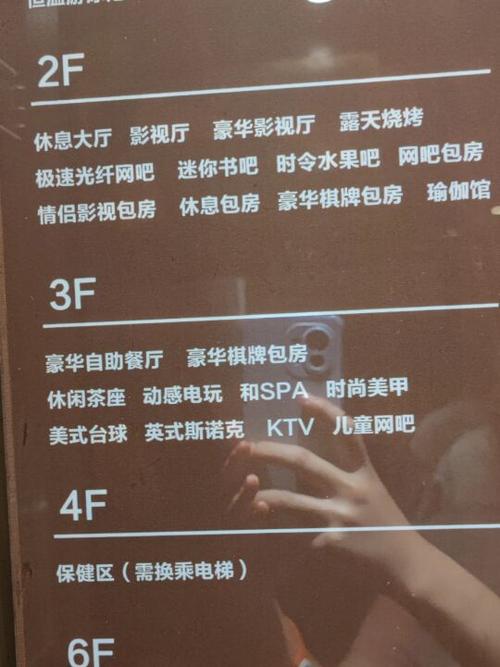 2F
休息大厅 影视厅 豪华影视厅 露天烧烤
极速光纤网吧 迷你书吧 时令水果吧 网吧包房
情侣影视包房 休息包房 豪华棋牌包房 瑜伽馆
3F
豪华自助餐厅 豪华棋牌包房
休闲茶座 动感电玩 和SPA 时尚美甲
美式台球 英式斯诺克 KTV 儿童网吧
4F
保健区（需换乘电梯）
6F